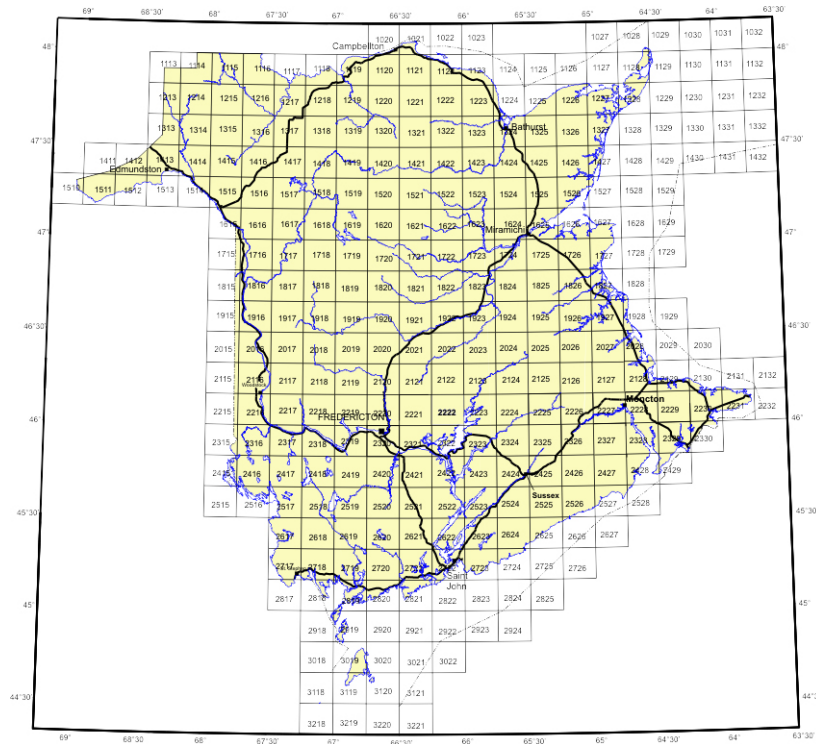 69° 68°30' 68° 67°30' 67° 66°30' 66° 65°30' 65° 64°30' 64° 63°30'
48° 48°
Campbellton 1020 1021 1022 1023 1027 1028 1029 1030 1031 1032
1113 1114 1115 1116 1117 1118 1119 1120 1121 1122 1123 1124 1125 1126 1127 1128 1129 1130 1131 1132
1213 1214 1215 1216 1217 1218 1219 1220 1221 1222 1223 1224 1225 1226 1227 1228 1229 1230 1231 1232
Bathurst
1313 1314 1315 1316 1317 1318 1319 1320 1321 1322 1323 1324 1325 1326 1327 1328 1329 1330 1331 1332
47°30' 47°30'
1411 1412 1413 1414 1415 1416 1417 1418 1419 1420 1421 1422 1423 1424 1425 1426 1427 1428 1429 1430 1431 1432
Edmundston
1510 1511 1512 1513 1515 1516 1517 1518 1519 1520 1521 1522 1523 1524 1525 1526 1527 1528 1529
1616 1617 1618 1619 1620 1621 1622 1623 1624 1625 1626 1627 1628 1629
Miramichi
47° 47°
1715 1716 1717 1718 1719 1720 1721 1722 1723 1724 1725 1726 1727 1728 1729
1815 1816 1817 1818 1819 1820 1821 1822 1823 1824 1825 1826 1827 1828
1915 1916 1917 1918 1919 1920 1921 1922 1923 1924 1925 1926 1927 1928 1929
46°30' 46°30'
2015 2016 2017 2018 2019 2020 2021 2022 2023 2024 2025 2026 2027 2028 2029 2030
2115 2116 2117 2118 2119 2120 2121 2122 2123 2124 2125 2126 2127 2128 2129 2130 2131 2132
Moncton
2215 2216 2217 2218 2219 2220 2221 2222 2223 2224 2225 2226 2227 2228 2229 2230 2231 2232
FREDERICTON
46° 46°
2315 2316 2317 2318 2319 2320 2321 2322 2323 2324 2325 2326 2327 2328 2329 2330
2415 2416 2417 2418 2419 2420 2421 2422 2423 2424 2425 2426 2427 2428 2429
Sussex
2515 2516 2517 2518 2519 2520 2521 2522 2523 2524 2525 2526 2527 2528
45°30' 45°30'
2617 2618 2619 2620 2621 2622 2623 2624 2625 2626 2627
2717 2718 2719 2720 2721 2723 2724 2725 2726
Saint
John
2817 2818 2819 2820 2821 2822 2823 2824 2825
45° 45°
2918 2919 2920 2921 2922 2923 2924
3018 3019 3020 3021 3022
3118 3119 3120 3121
44°30' 44°30'
3218 3219 3220 3221
69° 68°30' 68° 67°30' 67° 66°30' 66° 65°30' 65° 64°30' 64° 63°30'